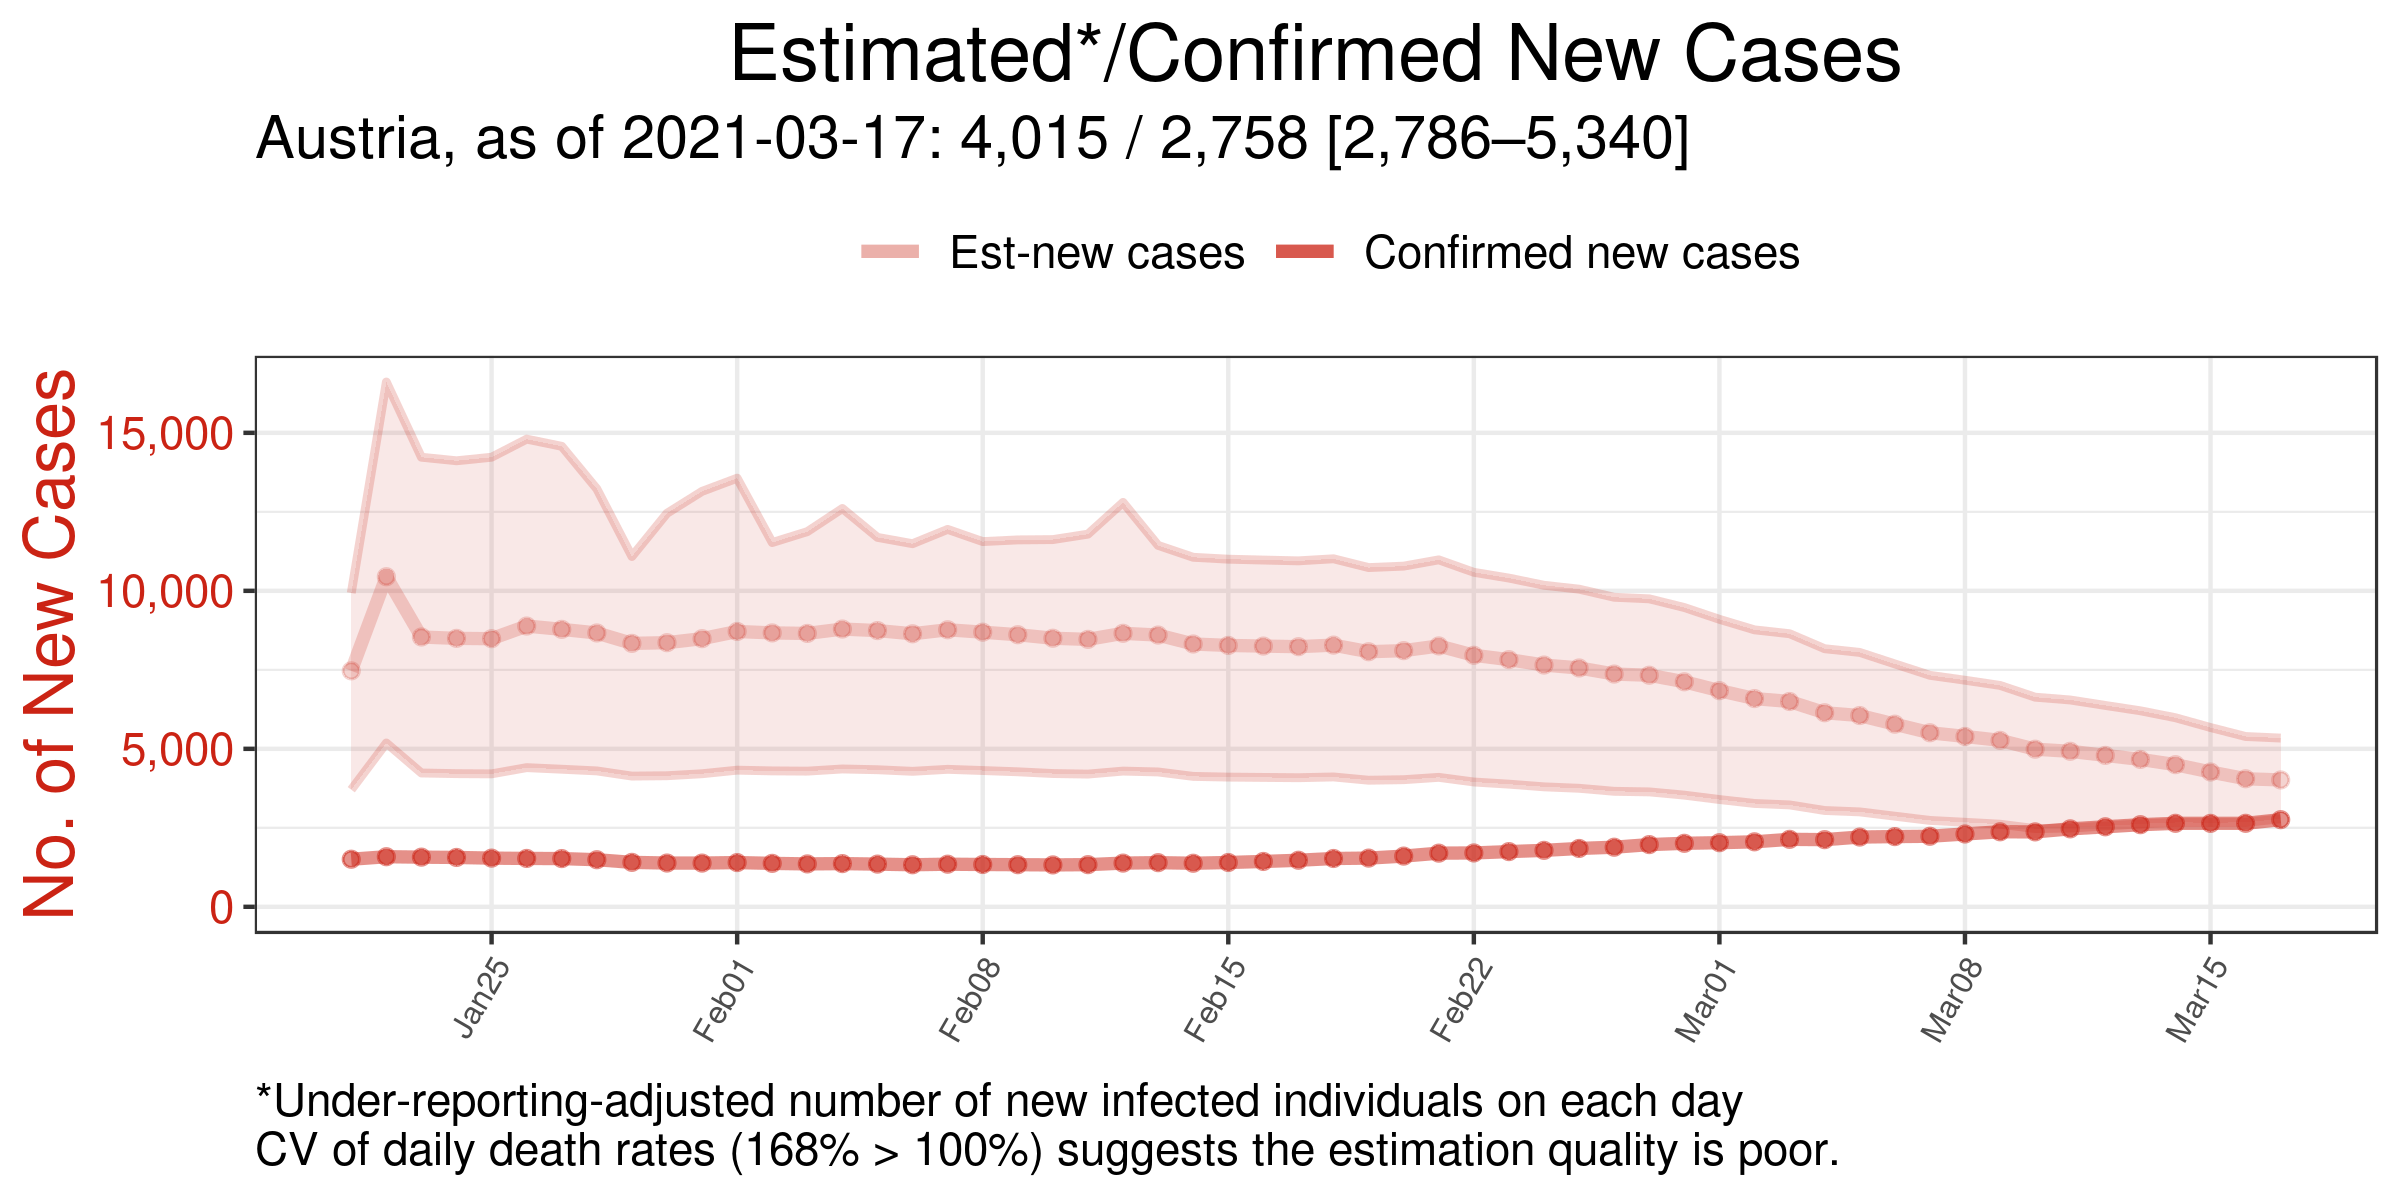 Estimated*/Confirmed New Cases
Austria, as of 2021-03-17: 4,015 / 2,758 [2,786–5,340]
Est-new cases
Confirmed new cases
No. of New Cases
15,000
10,000
5,000
0
Jan25
Feb01
Feb08
Feb15
Feb22
Mar01
Mar08
Mar15
*Under-reporting-adjusted number of new infected individuals on each day
CV of daily death rates (168% > 100%) suggests the estimation quality is poor.